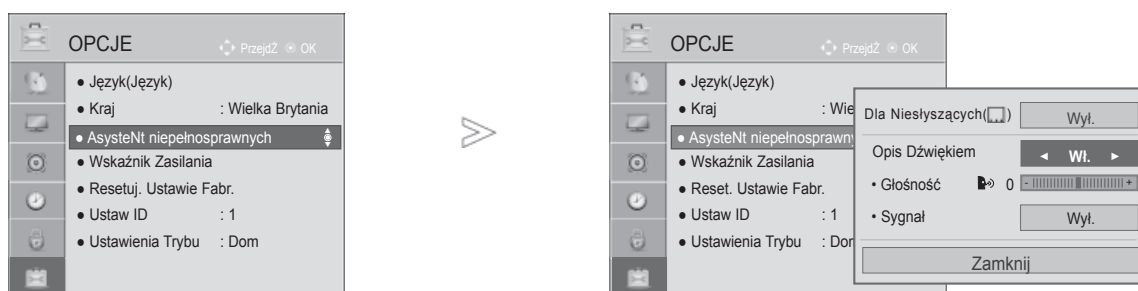 OPCJE PrzejdŹ OK
● Język(Język)
● Kraj : Wielka Brytania
● AsysteNt niepełnosprawnych
● Wskaźnik Zasilania
● Resetuj. Ustawie Fabr.
● Ustaw ID : 1
● Ustawienia Trybu : Dom
OPCJE PrzejdŹ OK
● Język(Język)
● Kraj : Wie
● AsysteNt niepełnosprawny
● Wskaźnik Zasilania
● Reset. Ustawie Fabr.
● Ustaw ID : 1
● Ustawienia Trybu : Dom
Dla Niesłyszących( ) Wył.
Opis Dźwiękiem ◄ Wł. ►
• Głośność 0 - +
• Sygnał Wył.
Zamknij